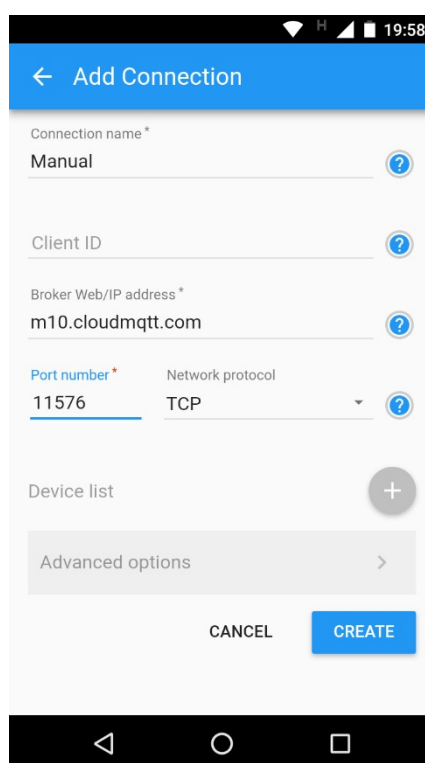 H 19:58
Add Connection
Connection name *
Manual
?
Client ID
?
Broker Web/IP address *
m10.cloudmqtt.com
?
Port number * Network protocol
11576 TCP
?
Device list
+
Advanced options
CANCEL CREATE